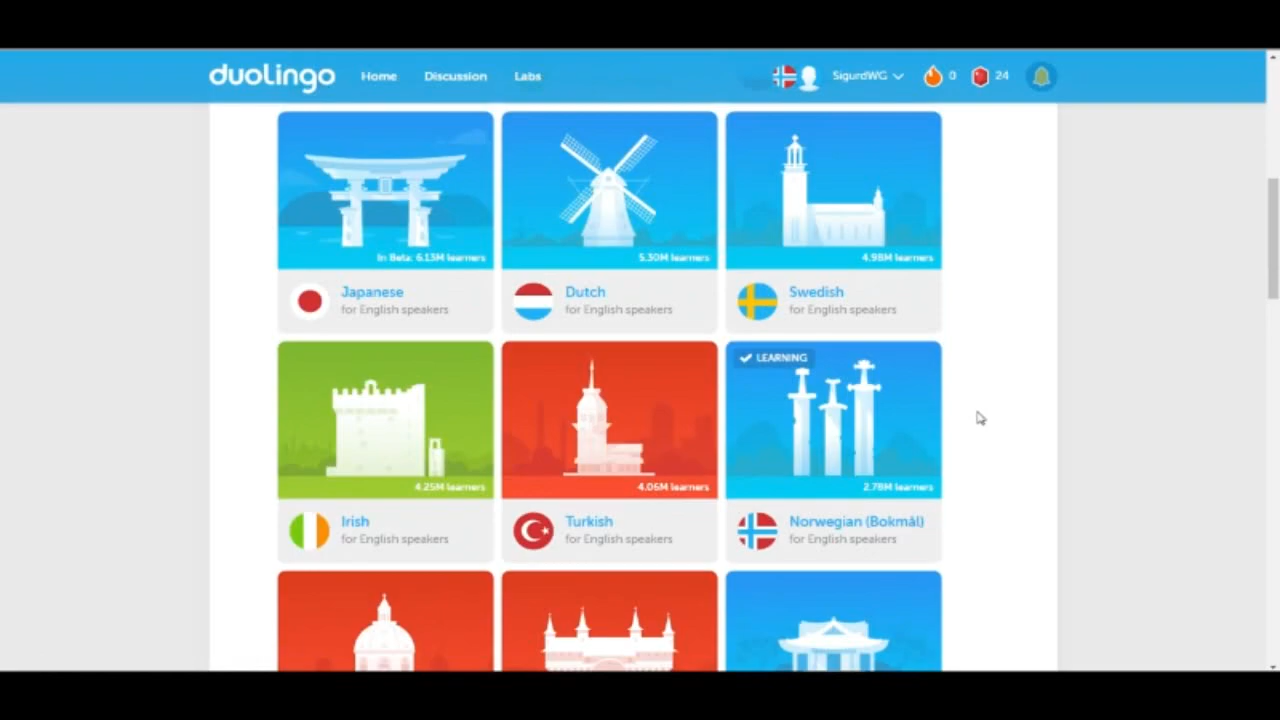 duolingo Home Discussion Labs SigurdWG 0 24
In Beta: 6.13M learners
5.30M learners
4.98M learners
Japanese
for English speakers
Dutch
for English speakers
Swedish
for English speakers
LEARNING
4.25M learners
4.06M learners
2.78M learners
Irish
for English speakers
Turkish
for English speakers
Norwegian (Bokmål)
for English speakers